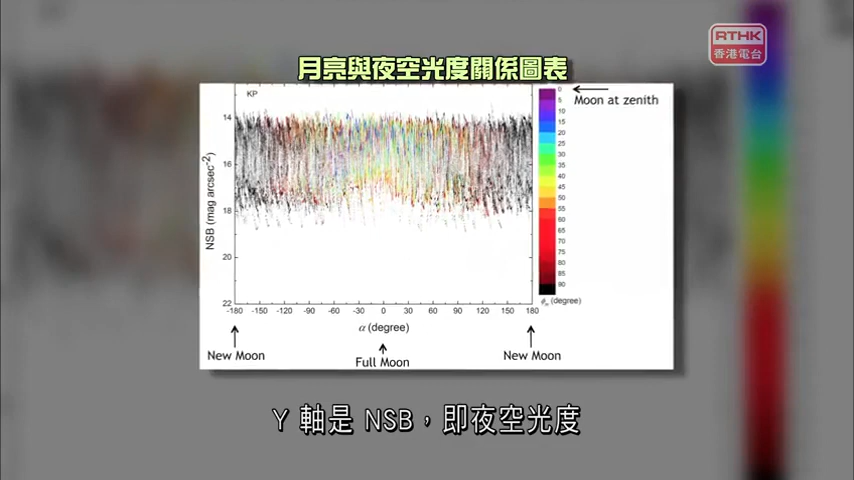 RTHK
香港電台
月亮與夜空光度關係圖表
KP
Moon at zenith
14
16
18
20
22
NSB (mag arcsec-2)
-180 -150 -120 -90 -60 -30 0 30 60 90 120 150 180
α (degree)
0
5
10
15
20
25
30
35
40
45
50
55
60
65
70
75
80
85
90
(degree)
New Moon
Full Moon
New Moon
Y 軸是 NSB，即夜空光度